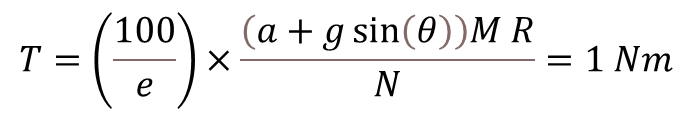 T = (100/e) × (a + g sin(θ))M R / N = 1 Nm